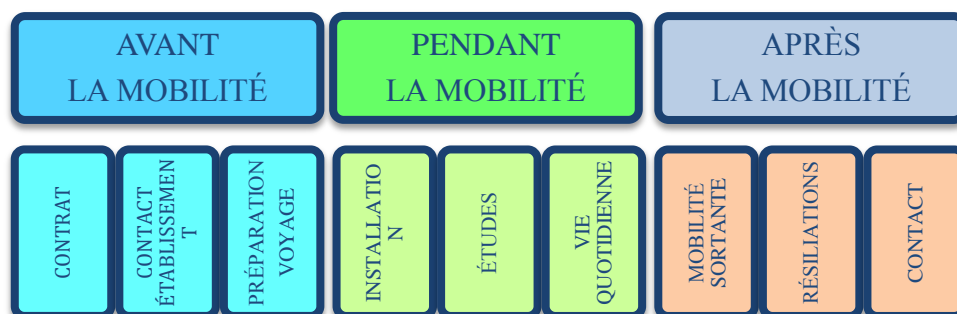 AVANT
LA MOBILITÉ
PENDANT
LA MOBILITÉ
APRÈS
LA MOBILITÉ
CONTRAT
CONTACT
ÉTABLISSEMEN
T
PRÉPARATION
VOYAGE
INSTALLATIO
N
ÉTUDES
VIE
QUOTIDIENNE
MOBILITÉ
SORTANTE
RÉSILIATIONS
CONTACT